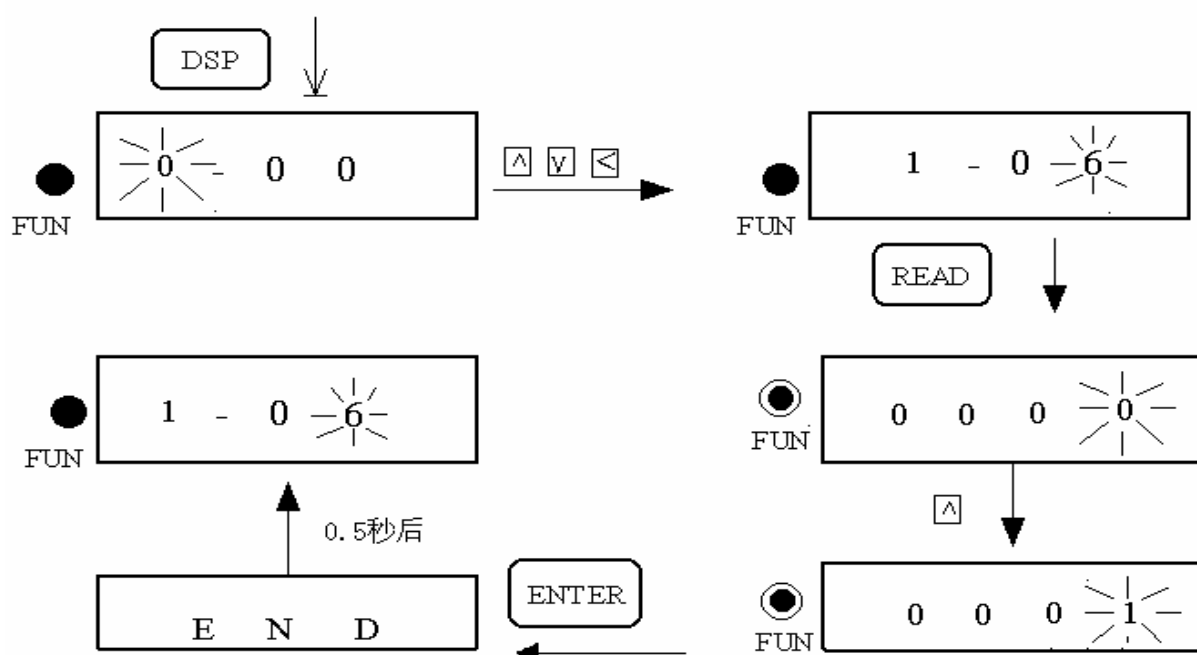 DSP
0 - 0 0
FUN
^ v <
1 - 0 6
FUN
READ
0 0 0 0
FUN
^
0 0 0 1
FUN
ENTER
E N D
0.5秒后
1 - 0 6
FUN